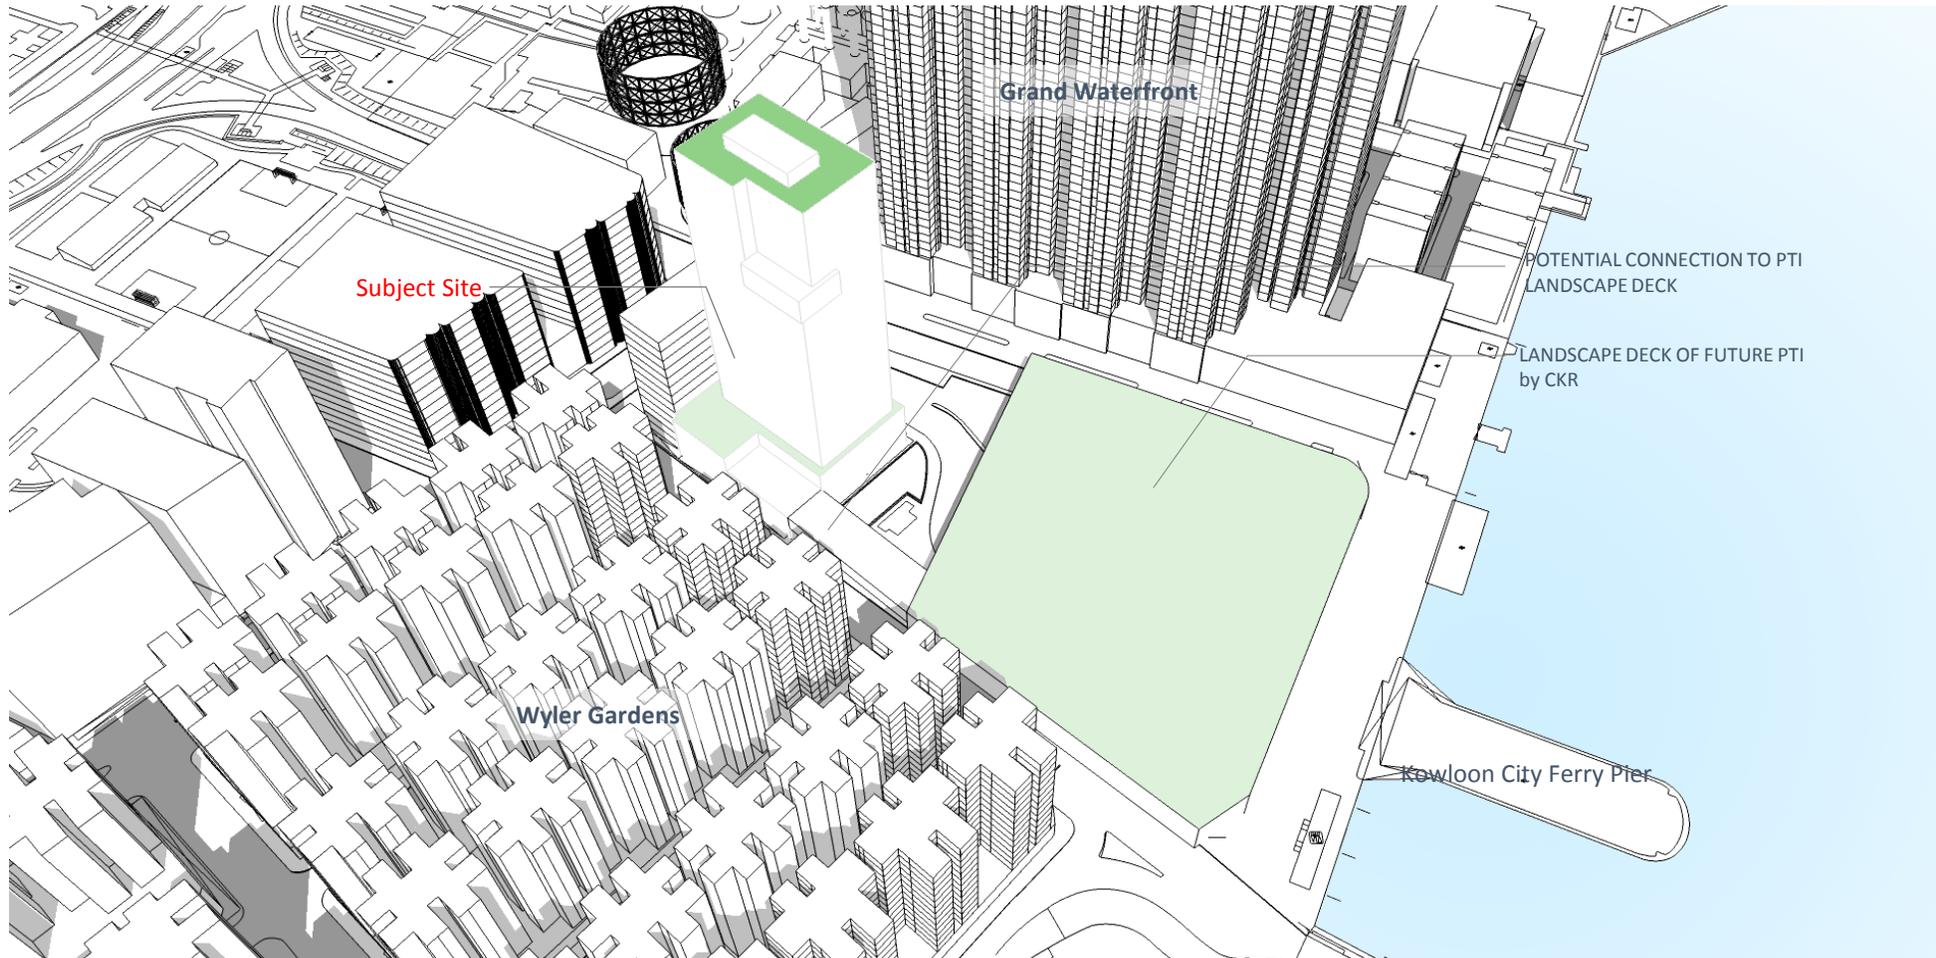 Grand Waterfront
POTENTIAL CONNECTION TO PTI
LANDSCAPE DECK
Subject Site
LANDSCAPE DECK OF FUTURE PTI
by CKR
Wyler Gardens
Kowloon City Ferry Pier